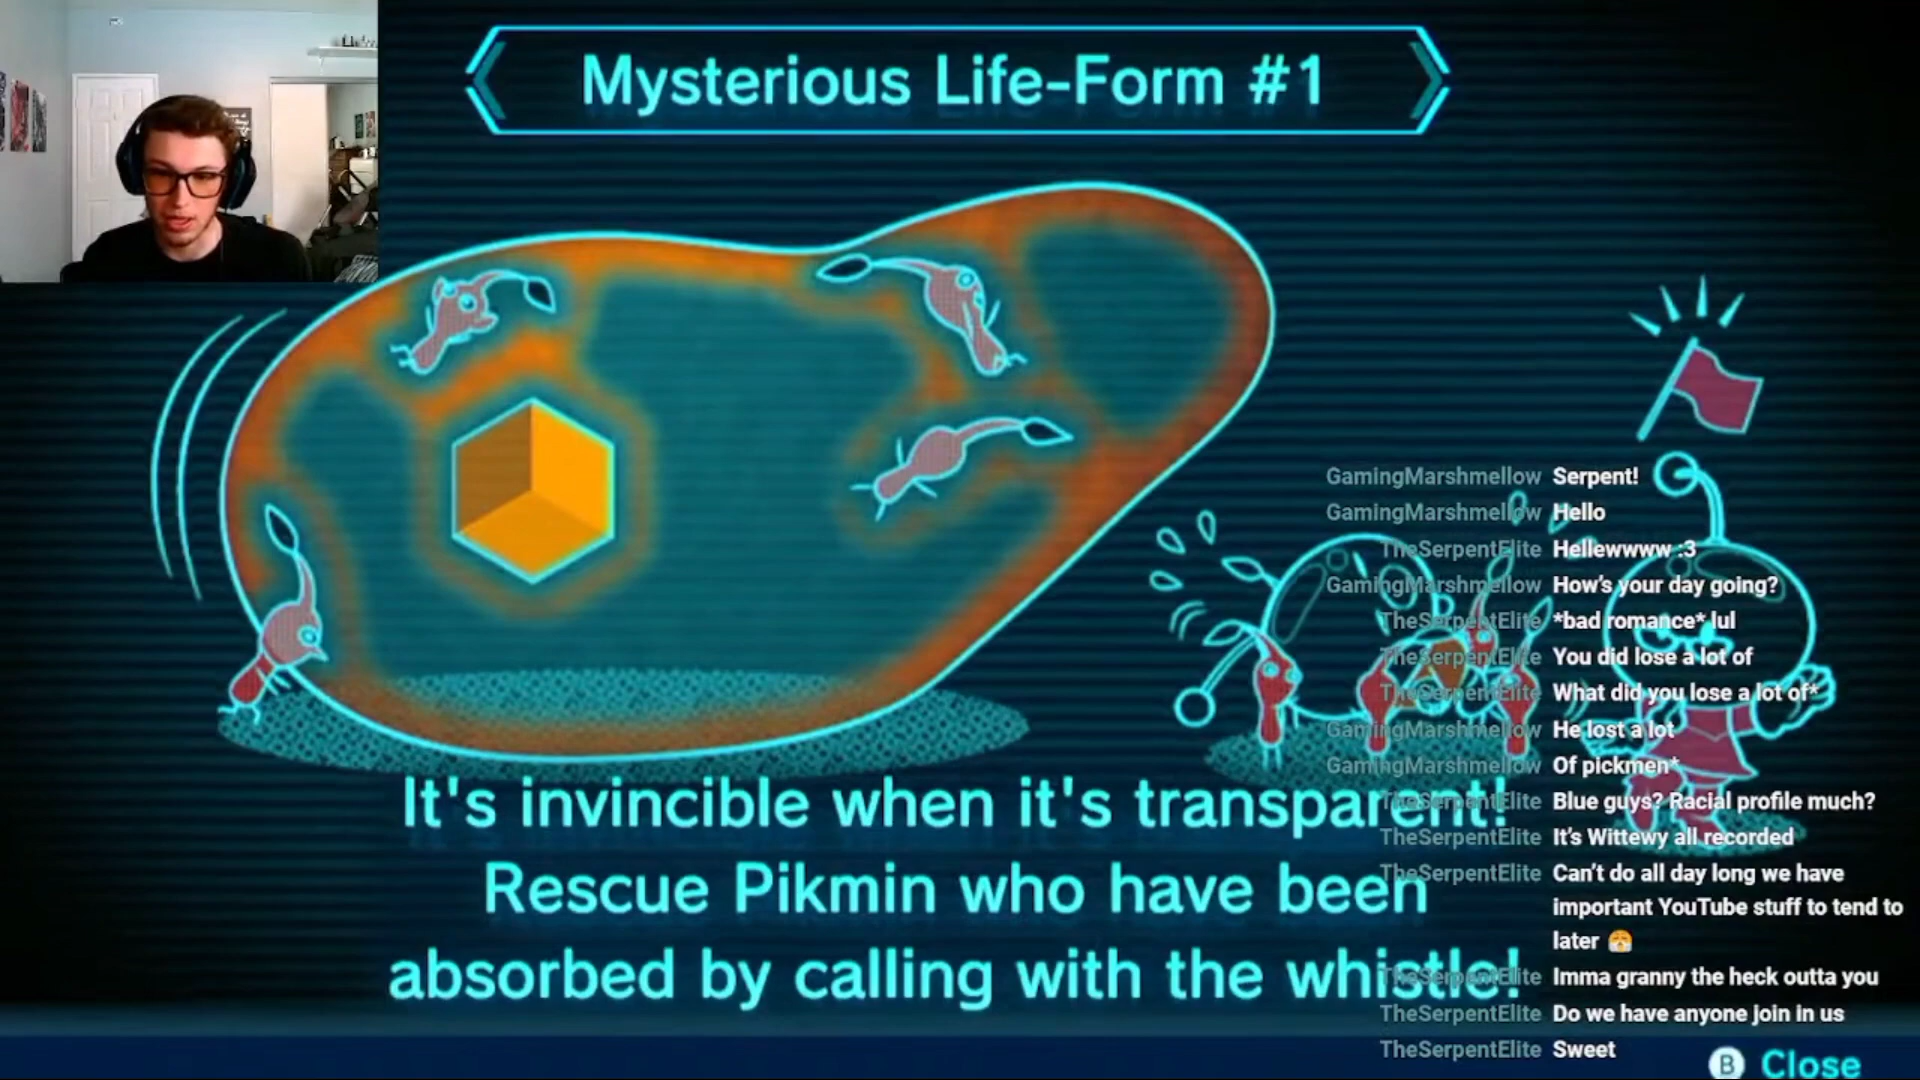 Mysterious Life-Form #1
It's invincible when it's transparent!
Rescue Pikmin who have been
absorbed by calling with the whistle!
GamingMarshmellow Serpent!
GamingMarshmellow Hello
TheSerpentElite Hellewwww :3
GamingMarshmellow How's your day going?
TheSerpentElite *bad romance* lul
TheSerpentElite You did lose a lot of
TheSerpentElite What did you lose a lot of*
GamingMarshmellow He lost a lot
GamingMarshmellow Of pickmen*
TheSerpentElite Blue guys? Racial profile much?
TheSerpentElite It's Wittewy all recorded
TheSerpentElite Can't do all day long we have
important YouTube stuff to tend to
later 😤
TheSerpentElite Imma granny the heck outta you
TheSerpentElite Do we have anyone join in us
TheSerpentElite Sweet
B Close